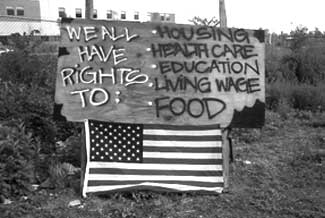 WE ALL
HAVE
RIGHTS
TO:
• HOUSING
• HEALTH CARE
• EDUCATION
• LIVING WAGE
• FOOD